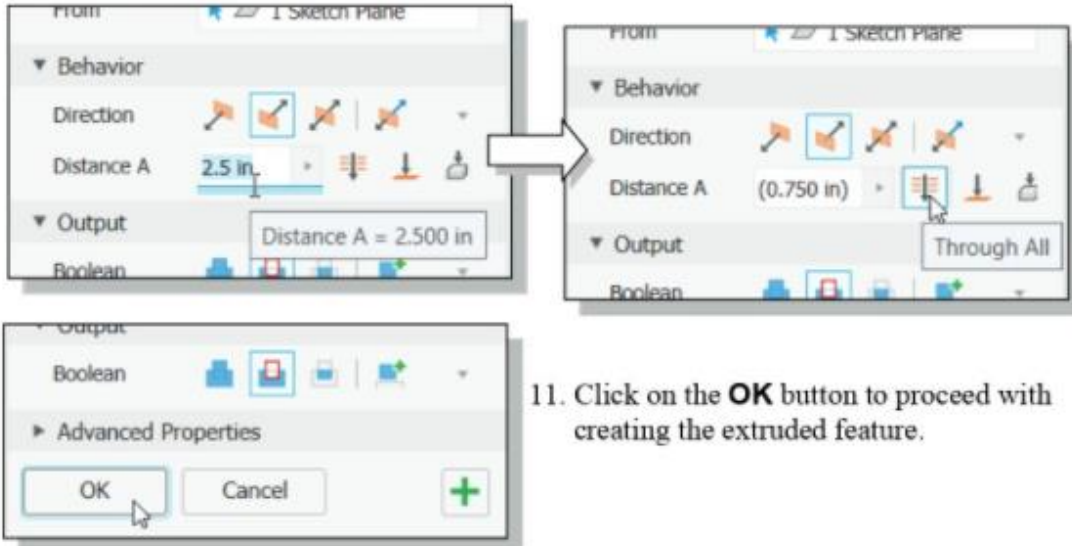 From
1 Sketch Plane
Behavior
Direction
Distance A 2.5 in
Output
Distance A = 2.500 in
Boolean
From
1 Sketch Plane
Behavior
Direction
Distance A (0.750 in)
Output
Through All
Boolean
Output
Boolean
Advanced Properties
OK Cancel
11. Click on the OK button to proceed with
creating the extruded feature.